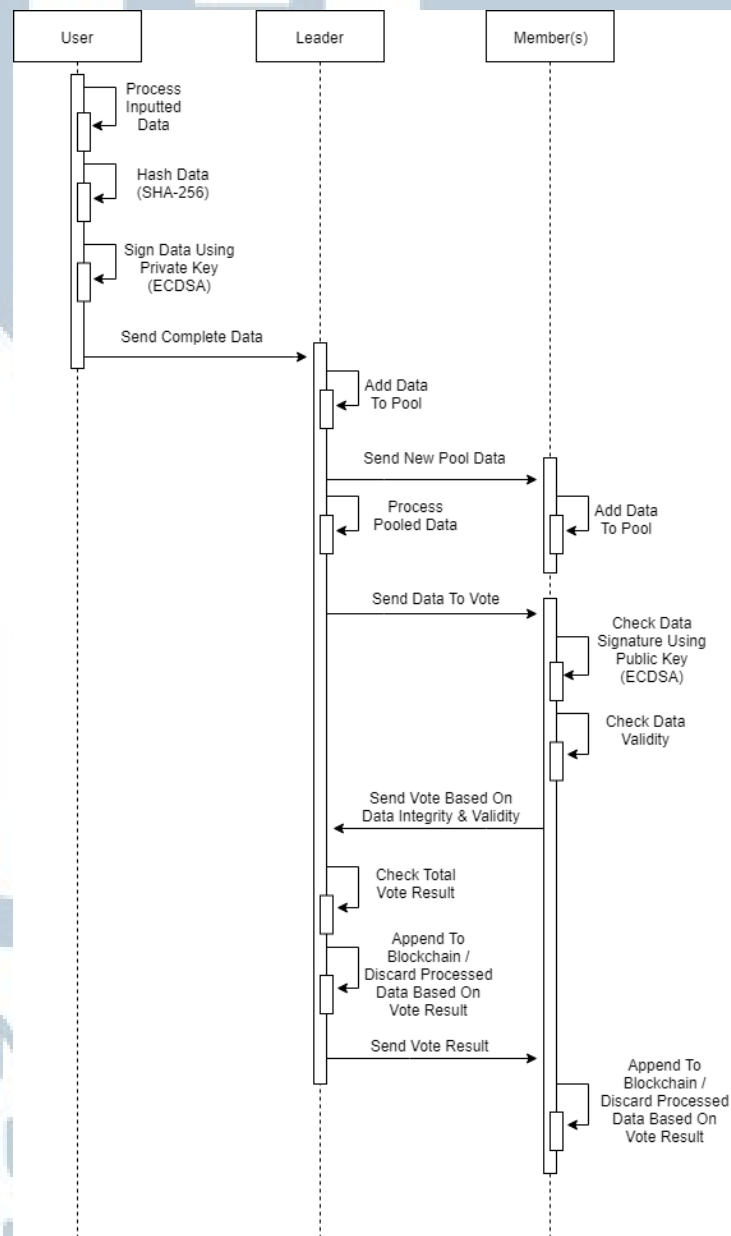 User
Leader
Member(s)
Process
Inputted
Data
Hash Data
(SHA-256)
Sign Data Using
Private Key
(ECDSA)
Send Complete Data
Add Data
To Pool
Send New Pool Data
Process
Pooled Data
Add Data
To Pool
Send Data To Vote
Check Data
Signature Using
Public Key
(ECDSA)
Check Data
Validity
Send Vote Based On
Data Integrity & Validity
Check Total
Vote Result
Append To
Blockchain /
Discard Processed
Data Based On
Vote Result
Send Vote Result
Append To
Blockchain /
Discard Processed
Data Based On
Vote Result